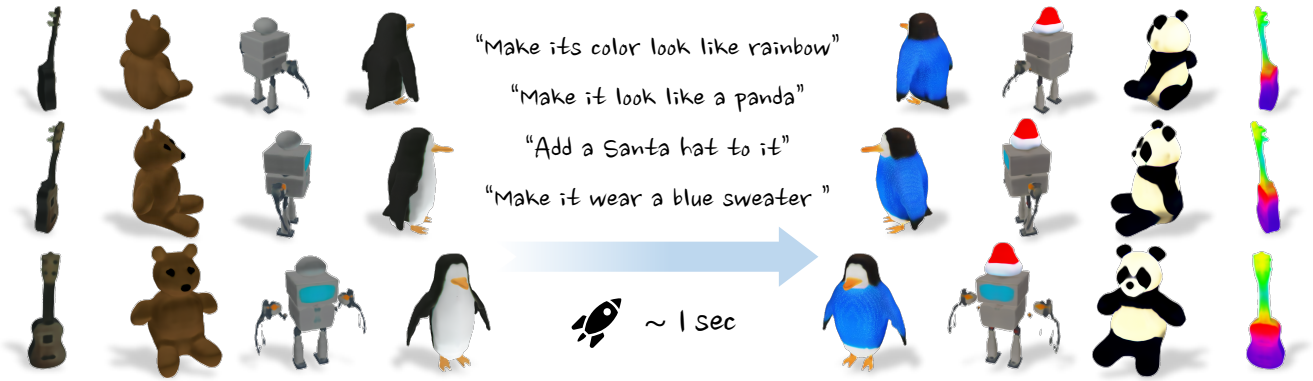 “Make its color look like rainbow”
“Make it look like a panda”
“Add a Santa hat to it”
“Make it wear a blue sweater ”
~ 1 sec